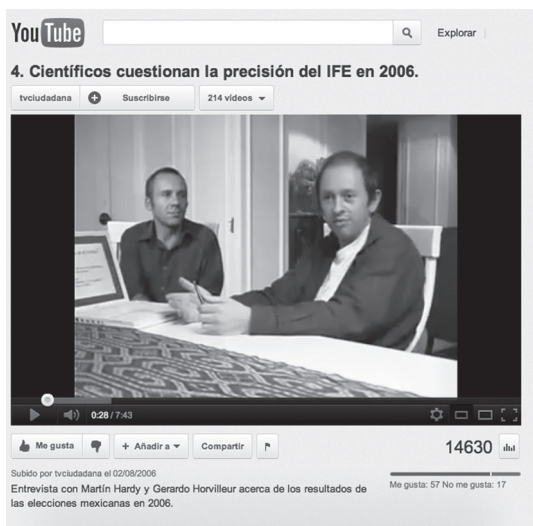 YouTube Explorar
4. Científicos cuestionan la precisión del IFE en 2006.
tvciudadana Suscribirse 214 videos
0:28 / 7:43
Me gusta + Añadir a Compartir 14630
Subido por tvciudadana el 02/08/2006
Entrevista con Martín Hardy y Gerardo Horvilleur acerca de los resultados de
las elecciones mexicanas en 2006.
Me gusta: 57 No me gusta: 17